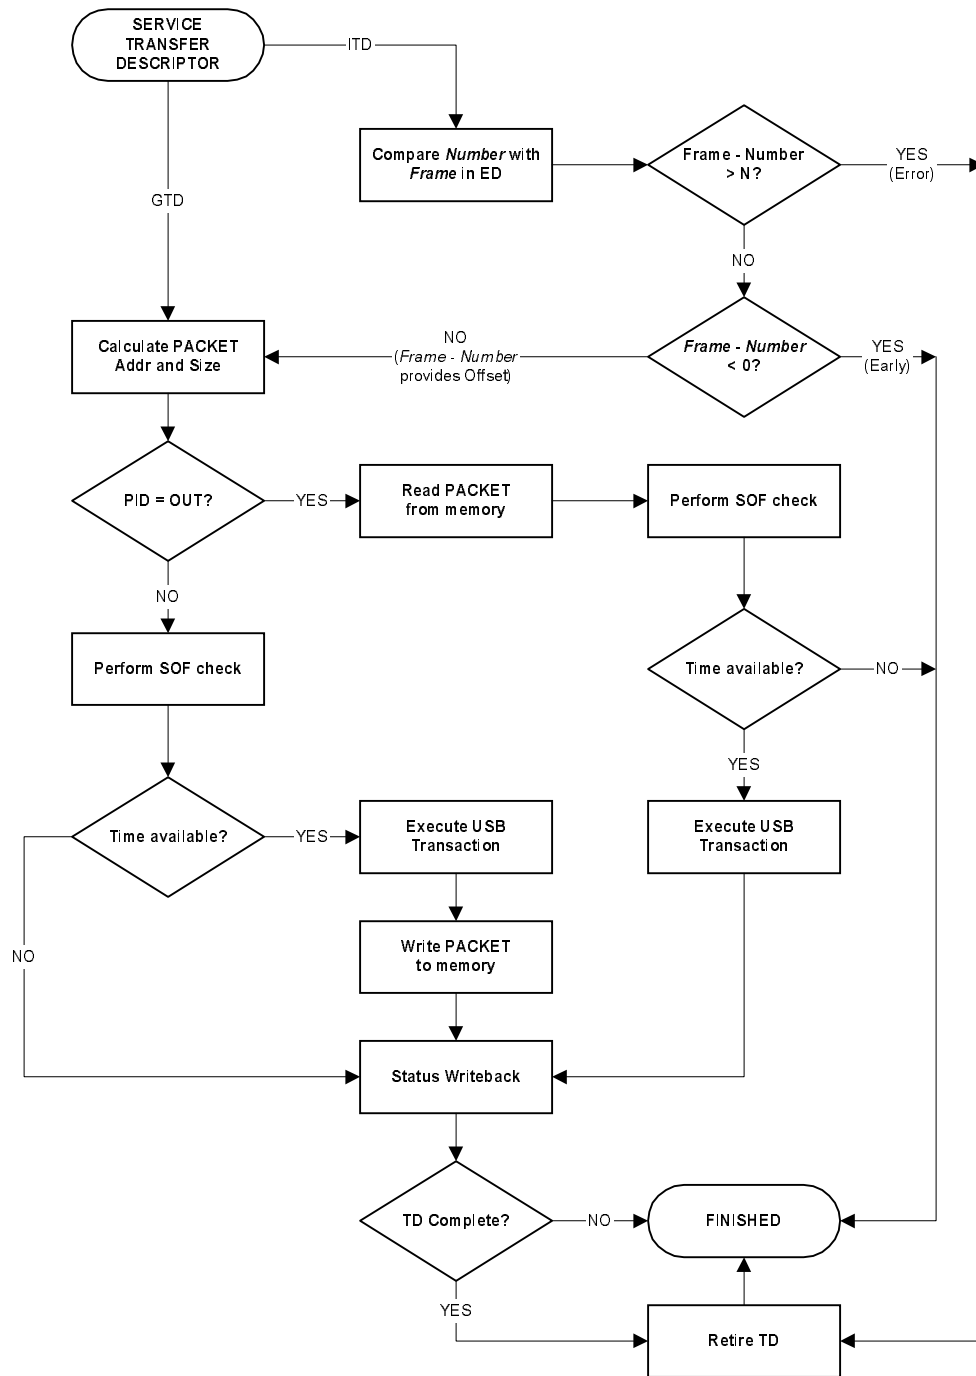 SERVICE
TRANSFER
DESCRIPTOR
ITD
Compare Number with
Frame in ED
Frame - Number
> N?
YES
(Error)
GTD
NO
Calculate PACKET
Addr and Size
NO
(Frame - Number
provides Offset)
Frame - Number
< 0?
YES
(Early)
PID = OUT?
YES
Read PACKET
from memory
Perform SOF check
NO
Perform SOF check
Time available?
NO
YES
Time available?
YES
Execute USB
Transaction
Execute USB
Transaction
NO
Write PACKET
to memory
Status Writeback
TD Complete?
NO
FINISHED
YES
Retire TD